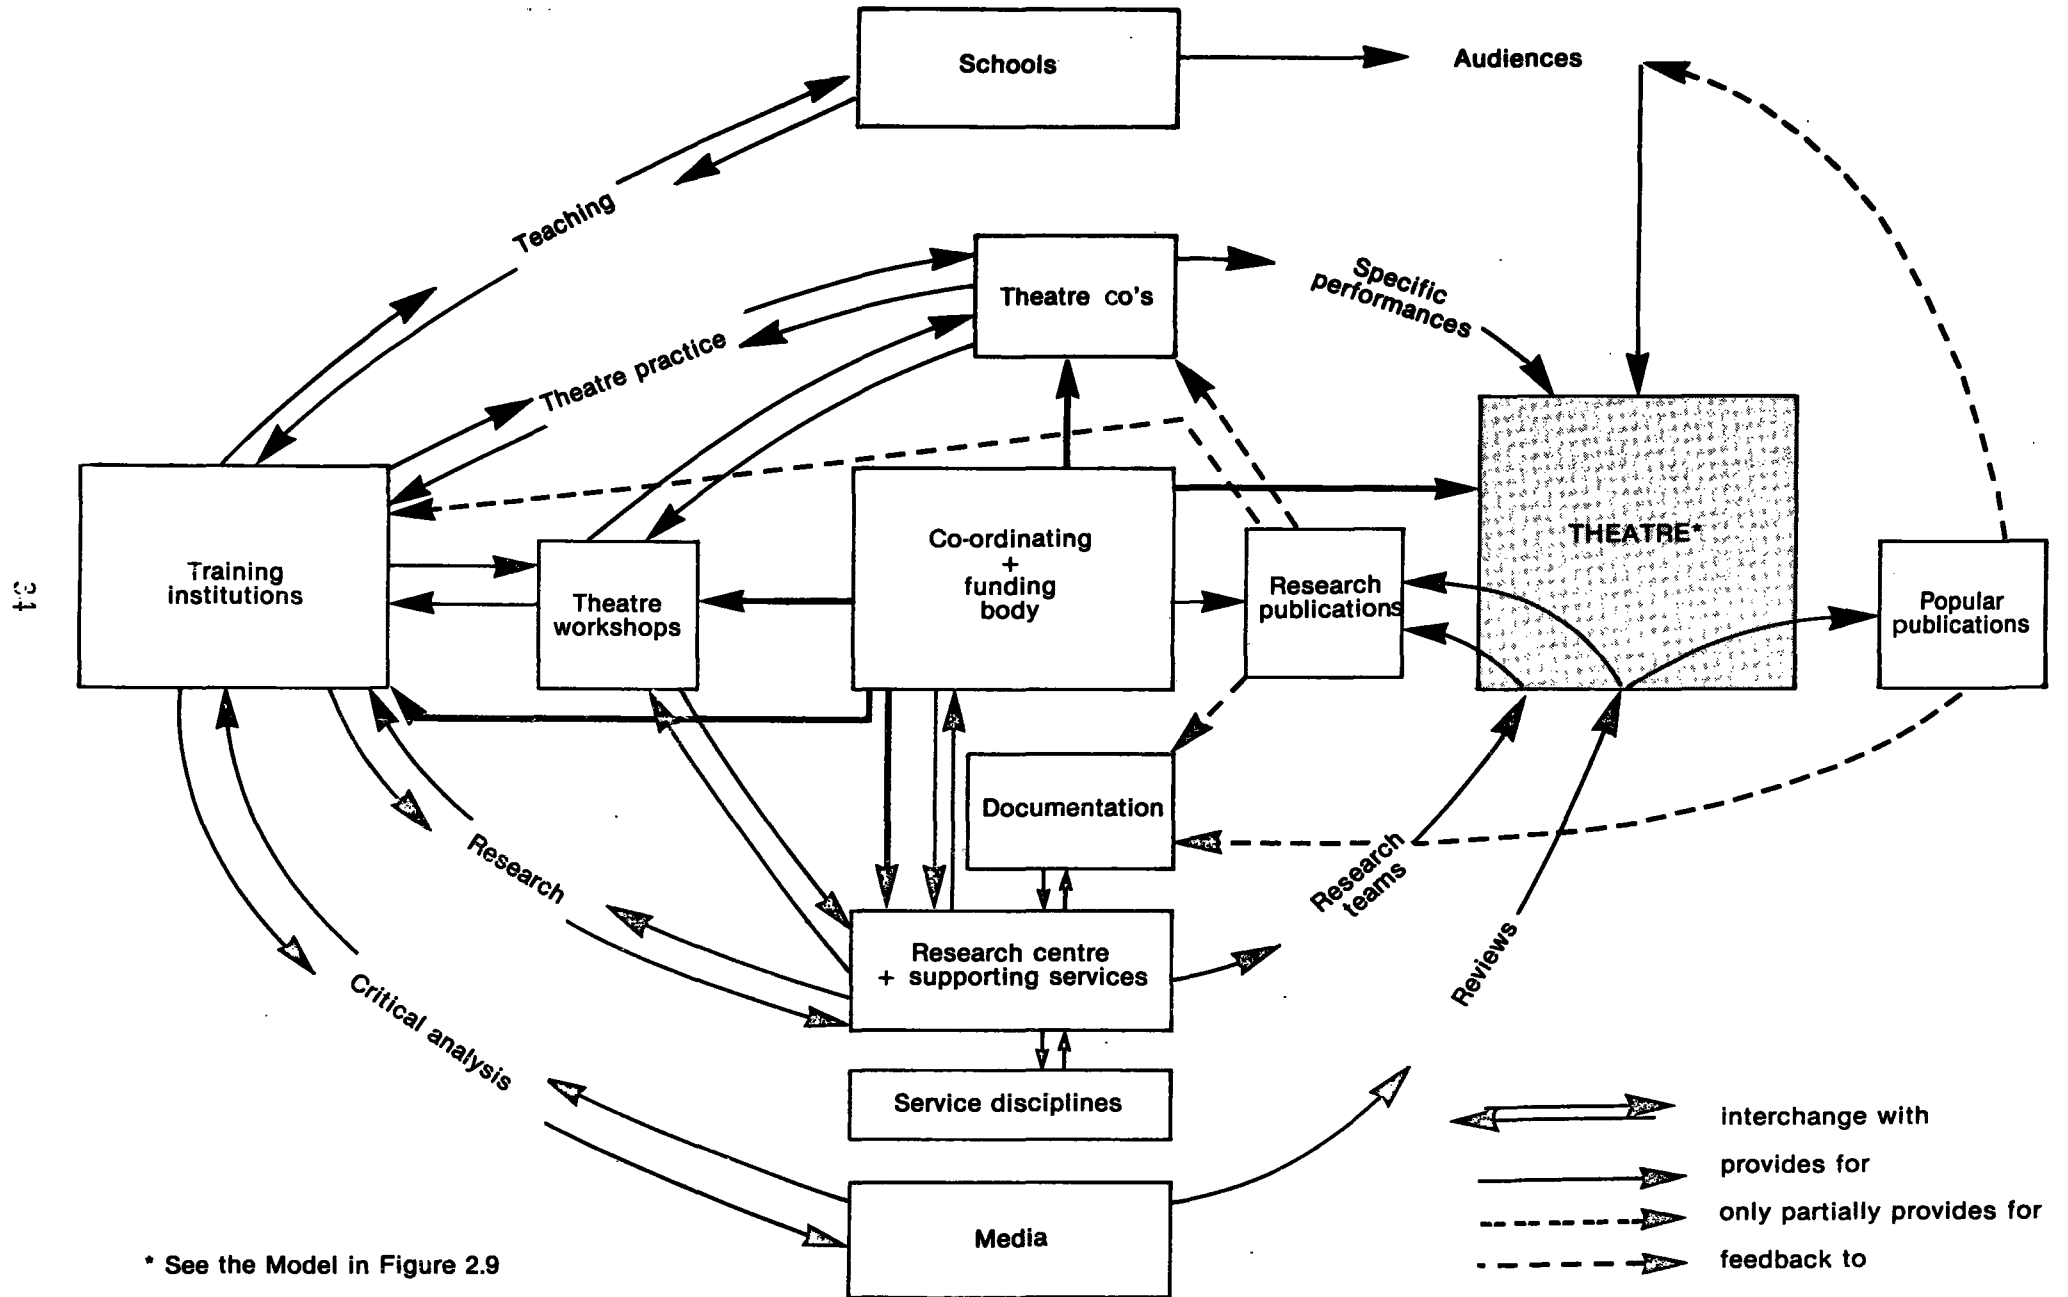 Schools
Audiences
Teaching
Theatre co's
Specific
performances
Theatre practice
Training
institutions
Theatre
workshops
Co-ordinating
+
funding
body
Research
publications
THEATRE*
Popular
publications
Documentation
Research
Research
teams
Research centre
+ supporting services
Reviews
Critical analysis
Service disciplines
Media
interchange with
provides for
only partially provides for
feedback to
* See the Model in Figure 2.9